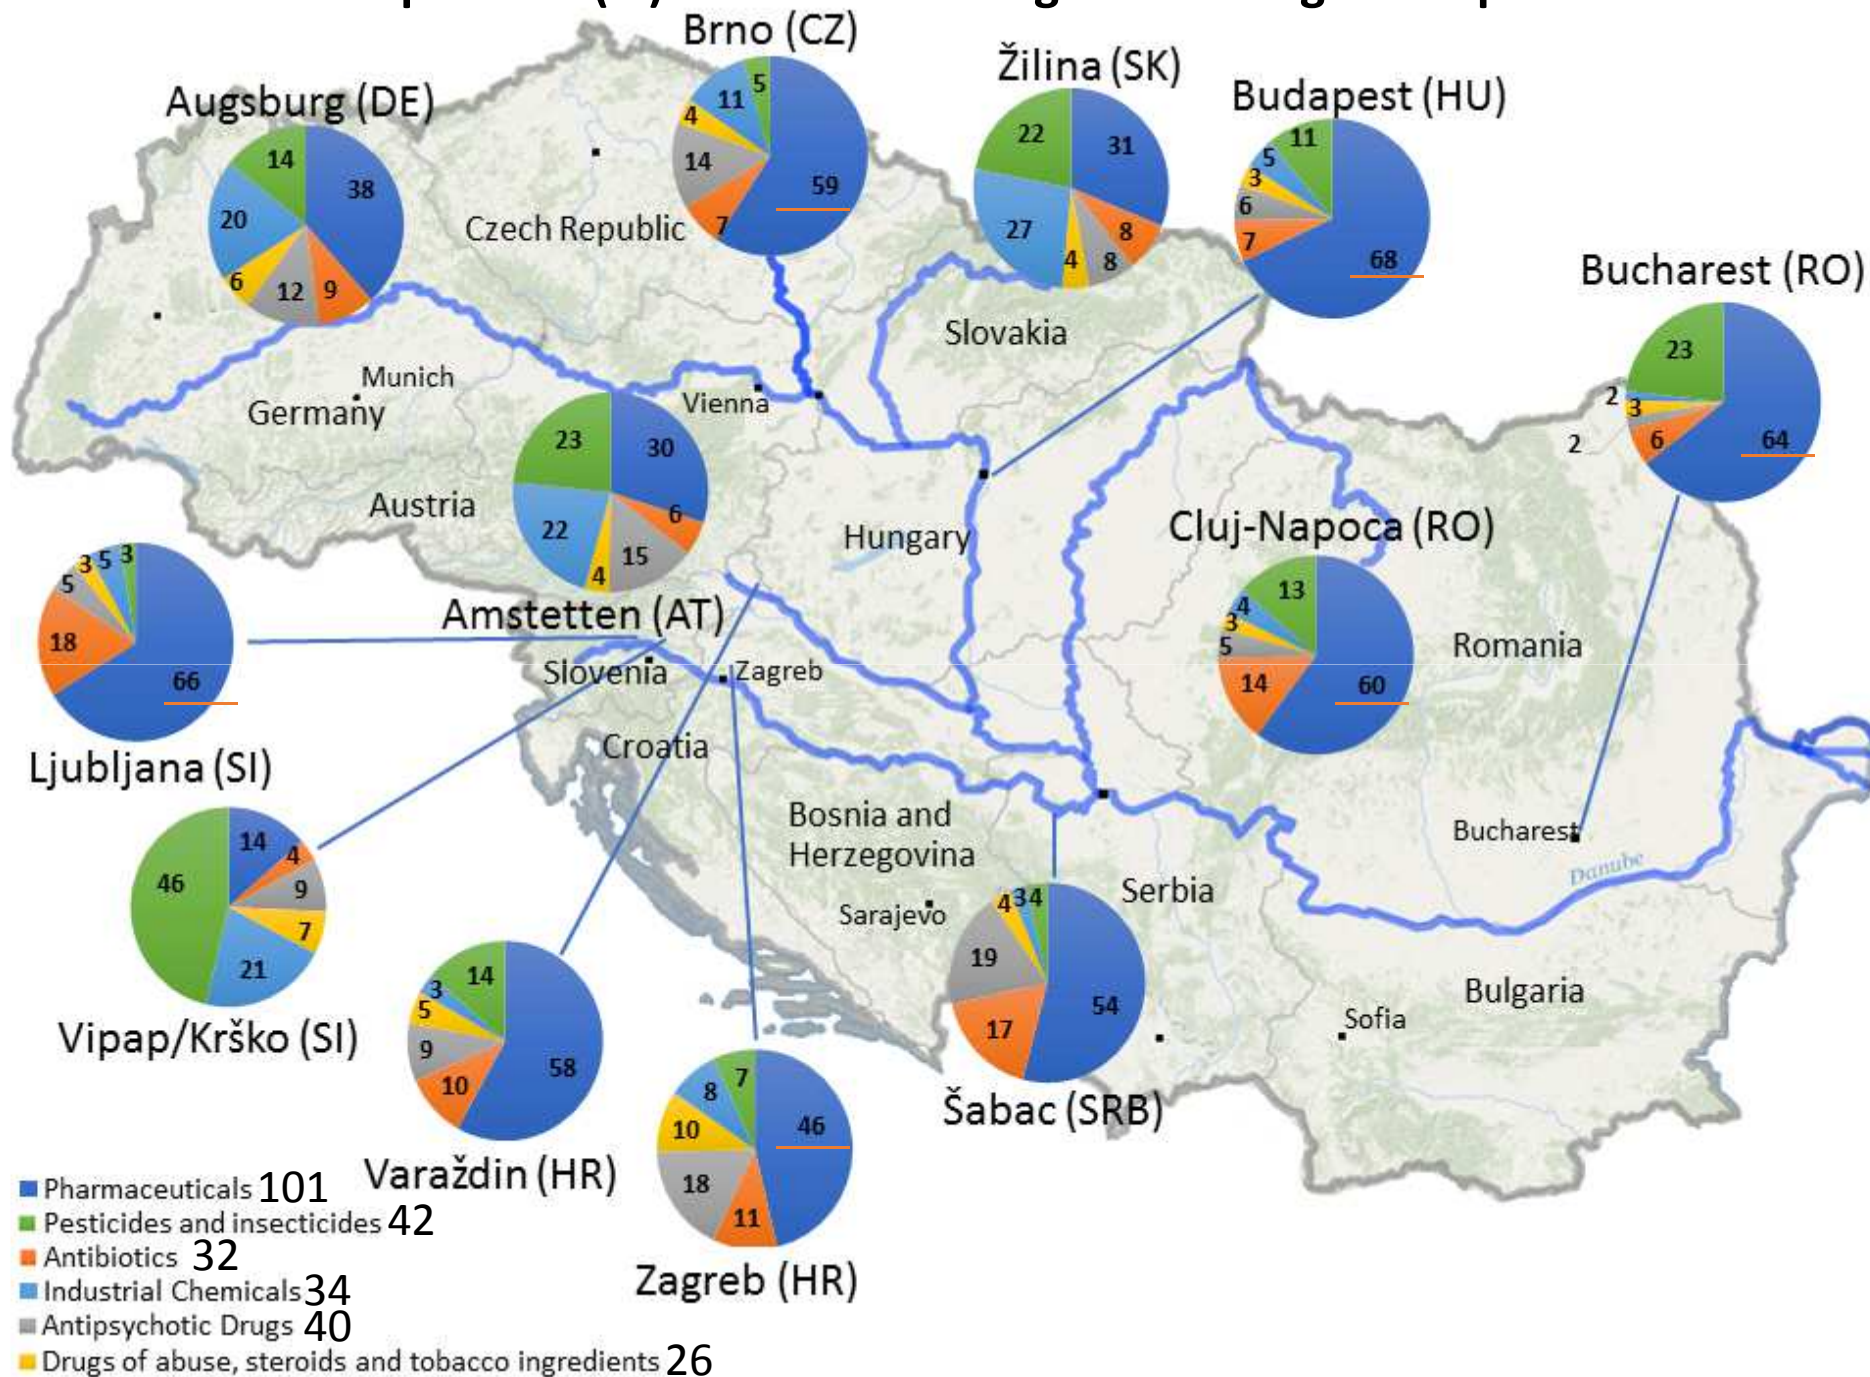 Brno (CZ)
5
11
4
14
7
59
Žilina (SK)
22
31
27
8
4
8
Budapest (HU)
11
5
3
6
7
68
Augsburg (DE)
14
38
20
6
12
9
Czech Republic
Bucharest (RO)
23
2
3
2
6
64
Slovakia
Munich
Germany
Vienna
23
30
22
6
4
15
Amstetten (AT)
Austria
Hungary
Cluj-Napoca (RO)
13
4
3
5
14
60
Romania
3
5
3
5
18
66
Ljubljana (SI)
Slovenia
Zagreb
Croatia
Bosnia and
Herzegovina
Sarajevo
Serbia
Bucharest
Danube
Bulgaria
Sofia
14
4
46
9
7
21
Vipap/Krško (SI)
14
3
5
9
10
58
Varaždin (HR)
7
8
46
10
18
11
Zagreb (HR)
4
3
4
19
17
54
Šabac (SRB)
Pharmaceuticals 101
Pesticides and insecticides 42
Antibiotics 32
Industrial Chemicals 34
Antipsychotic Drugs 40
Drugs of abuse, steroids and tobacco ingredients 26